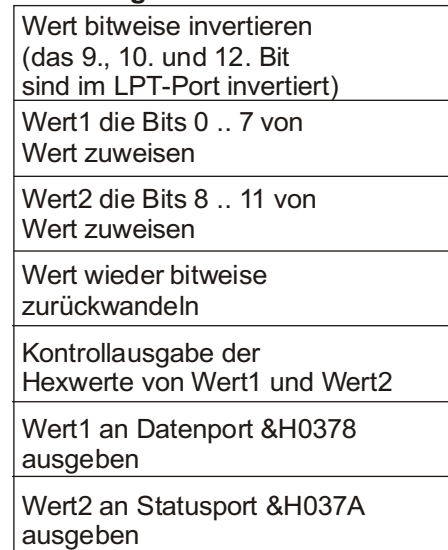 Wert bitweise invertieren
(das 9., 10. und 12. Bit
sind im LPT-Port invertiert)
Wert1 die Bits 0 .. 7 von
Wert zuweisen
Wert2 die Bits 8 .. 11 von
Wert zuweisen
Wert wieder bitweise
zurückwandeln
Kontrollausgabe der
Hexwerte von Wert1 und Wert2
Wert1 an Datenport &H0378
ausgeben
Wert2 an Statusport &H037A
ausgeben